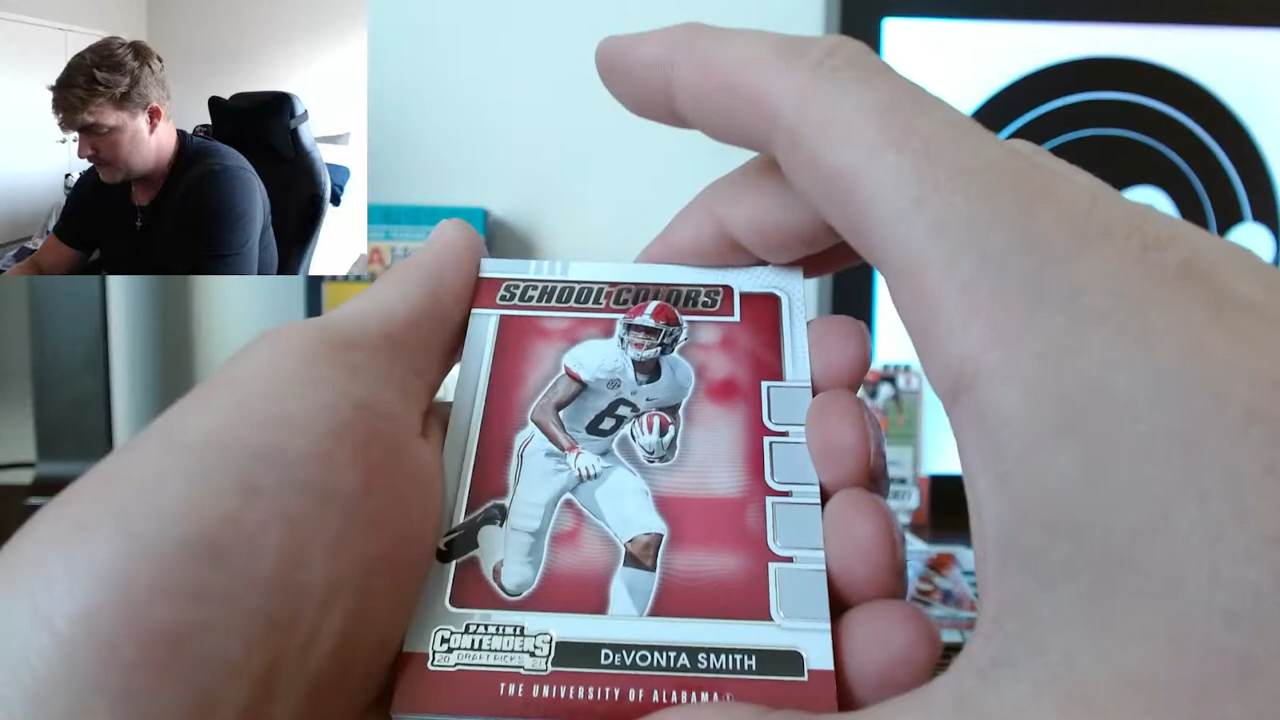 SCHOOL COLORS
6
PANINI
CONTENDERS
20 DRAFT PICKS 21
DEVONTA SMITH
THE UNIVERSITY OF ALABAMA